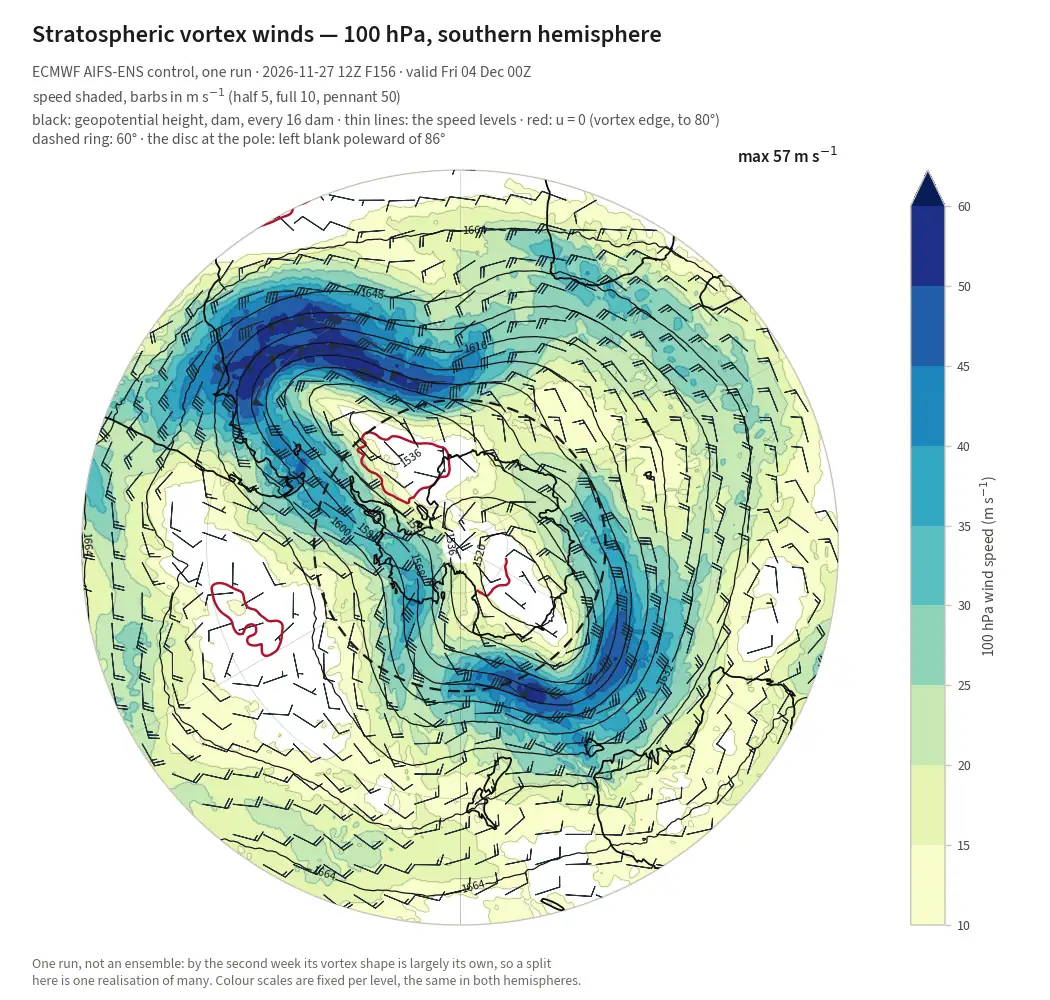 Stratospheric vortex winds — 100 hPa, southern hemisphere
ECMWF AIFS-ENS control, one run · 2026-11-27 12Z F156 · valid Fri 04 Dec 00Z
speed shaded, barbs in m s⁻¹ (half 5, full 10, pennant 50)
black: geopotential height, dam, every 16 dam · thin lines: the speed levels · red: u = 0 (vortex edge, to 80°)
dashed ring: 60° · the disc at the pole: left blank poleward of 86°
max 57 m s⁻¹
1664
1648
1616
1536
1600
1568
1536
1520
1664
1632
1664
1664
60
50
45
40
35
30
25
20
15
10
100 hPa wind speed (m s⁻¹)
One run, not an ensemble: by the second week its vortex shape is largely its own, so a split
here is one realisation of many. Colour scales are fixed per level, the same in both hemispheres.